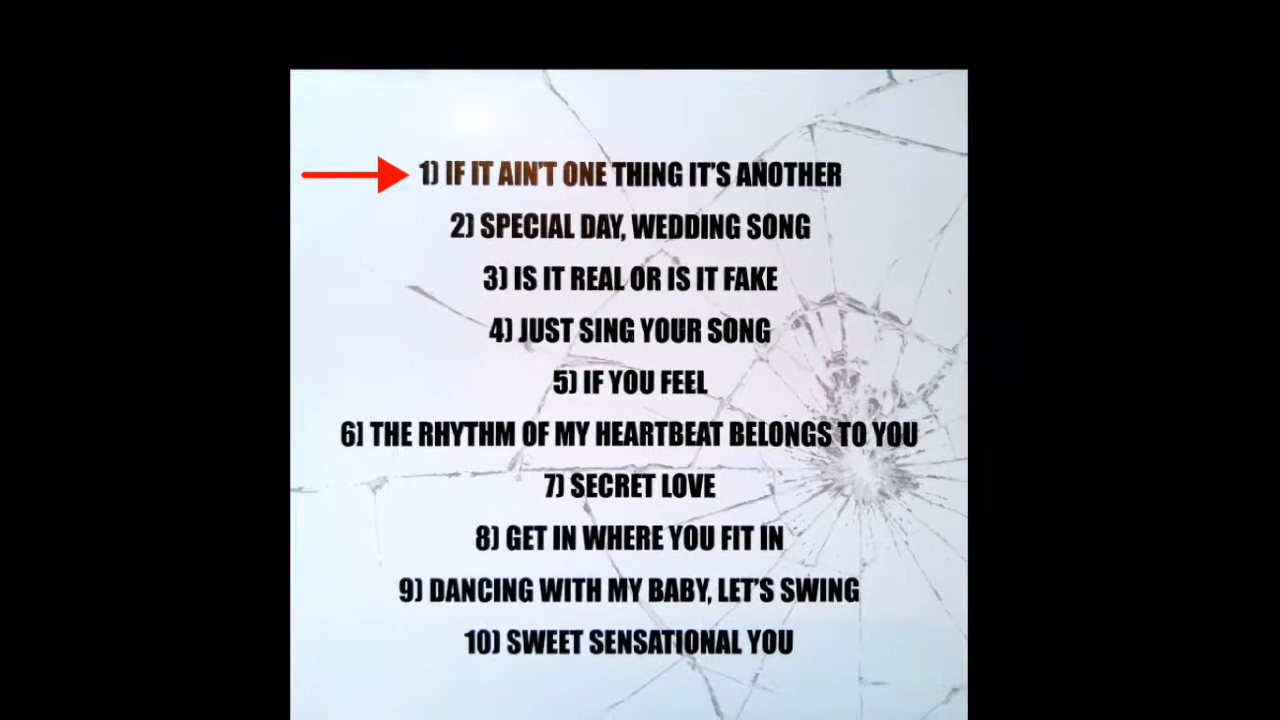 1) IF IT AIN'T ONE THING IT'S ANOTHER
2) SPECIAL DAY, WEDDING SONG
3) IS IT REAL OR IS IT FAKE
4) JUST SING YOUR SONG
5) IF YOU FEEL
6] THE RHYTHM OF MY HEARTBEAT BELONGS TO YOU
7) SECRET LOVE
8) GET IN WHERE YOU FIT IN
9) DANCING WITH MY BABY, LET'S SWING
10) SWEET SENSATIONAL YOU